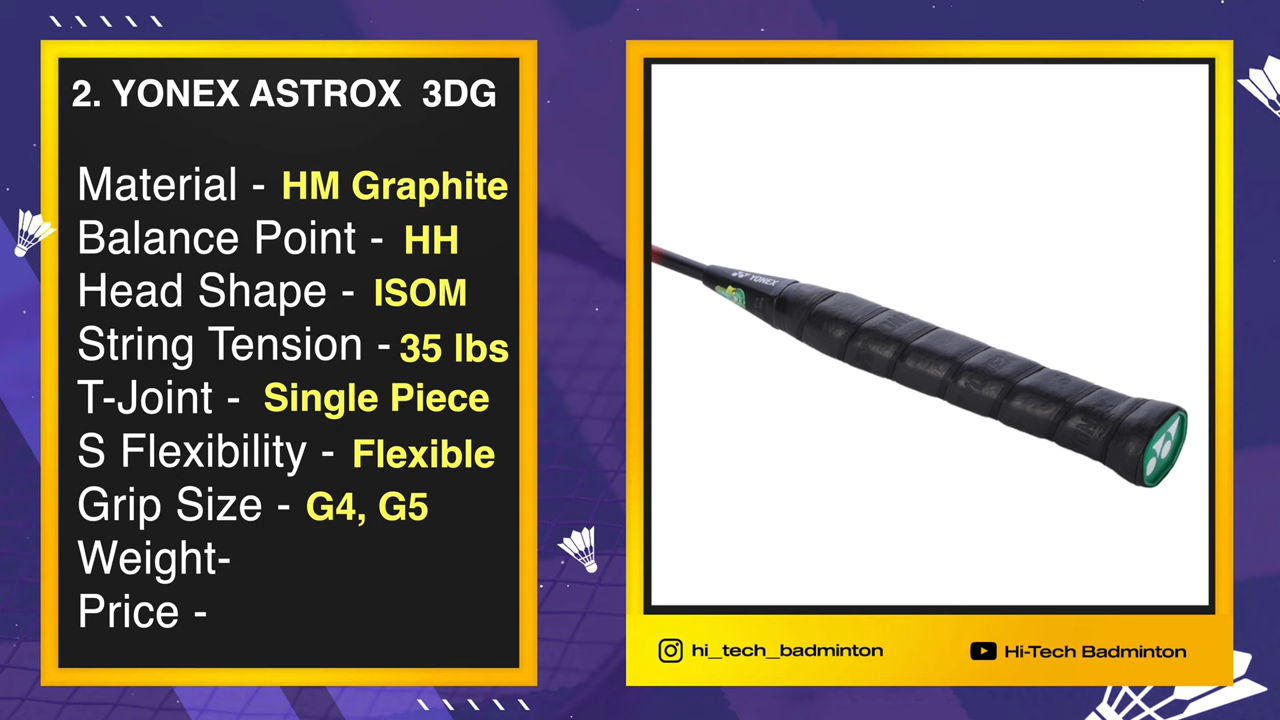 2. YONEX ASTROX 3DG
Material - HM Graphite
Balance Point - HH
Head Shape - ISOM
String Tension - 35 lbs
T-Joint - Single Piece
S Flexibility - Flexible
Grip Size - G4, G5
Weight-
Price -
YONEX
hi_tech_badminton
Hi-Tech Badminton